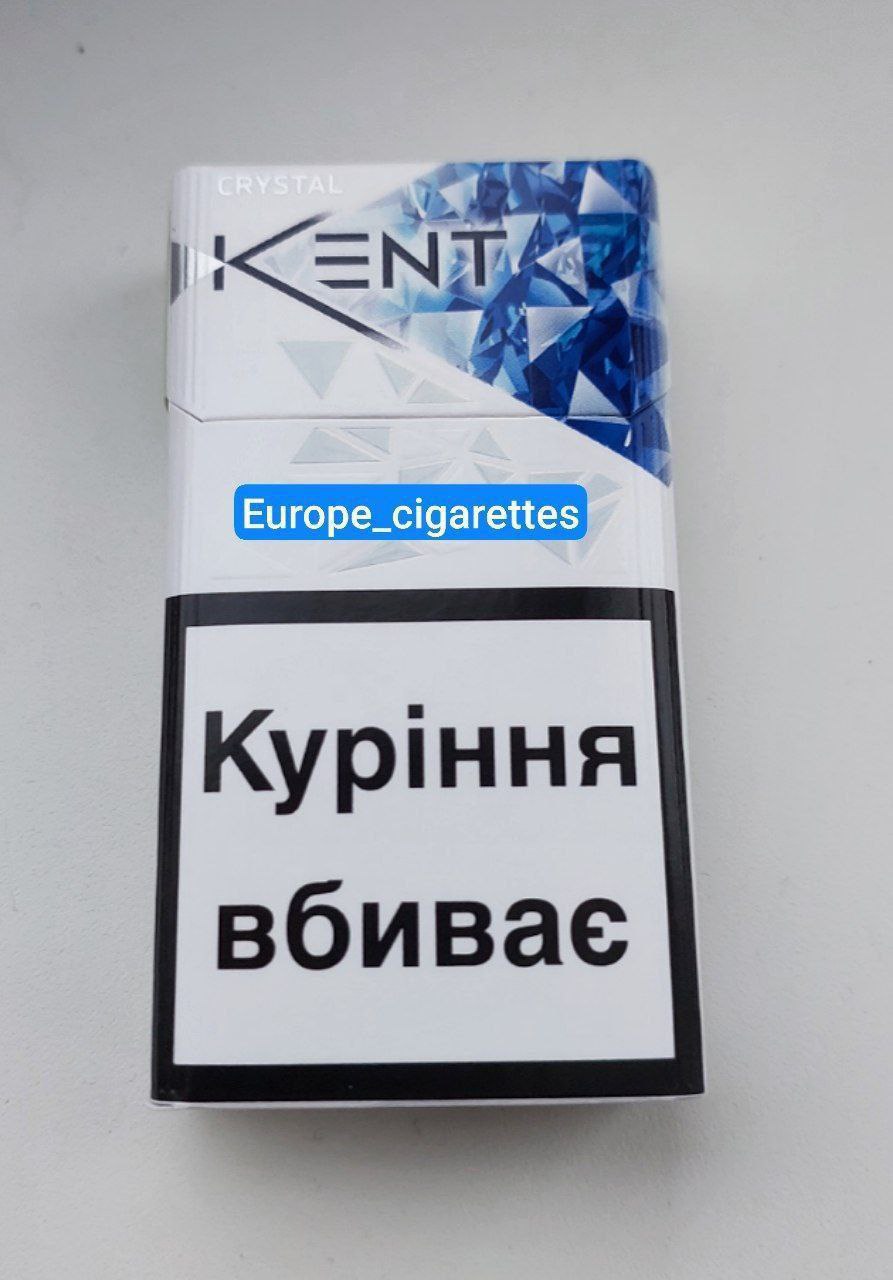 CRYSTAL
KENT
Europe_cigarettes
Куріння
вбиває